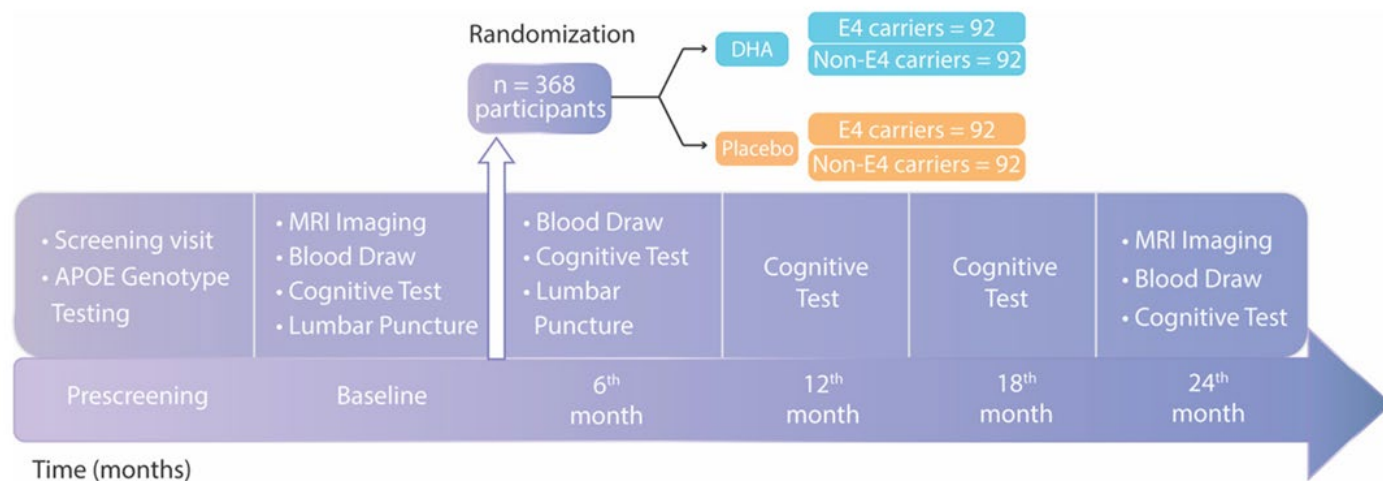 Randomization
n = 368
participants
DHA
E4 carriers = 92
Non-E4 carriers = 92
Placebo
E4 carriers = 92
Non-E4 carriers = 92
• Screening visit
• APOE Genotype
Testing
• MRI Imaging
• Blood Draw
• Cognitive Test
• Lumbar Puncture
• Blood Draw
• Cognitive Test
• Lumbar
Puncture
Cognitive
Test
Cognitive
Test
• MRI Imaging
• Blood Draw
• Cognitive Test
Prescreening
Baseline
6th
month
12th
month
18th
month
24th
month
Time (months)